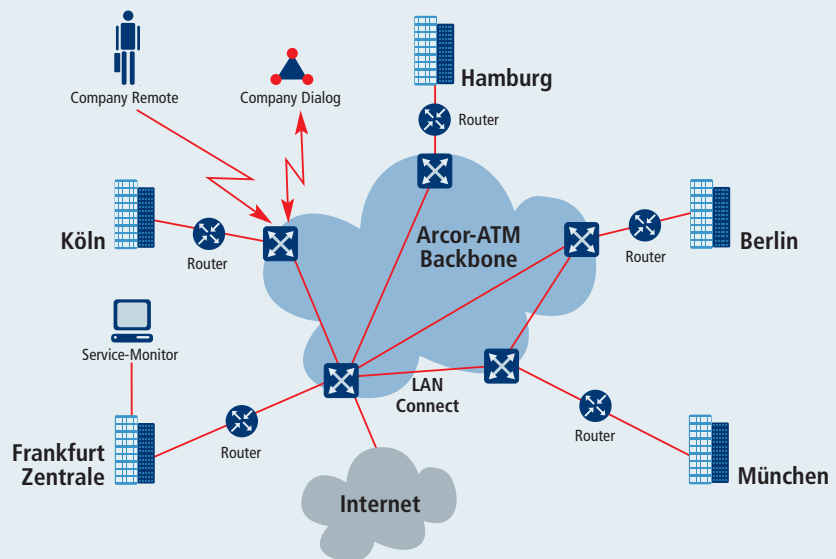 Company Remote
Company Dialog
Hamburg
Router
Köln
Router
Arcor-ATM
Backbone
Router
Berlin
Service-Monitor
LAN
Connect
Frankfurt
Zentrale
Router
Internet
Router
München